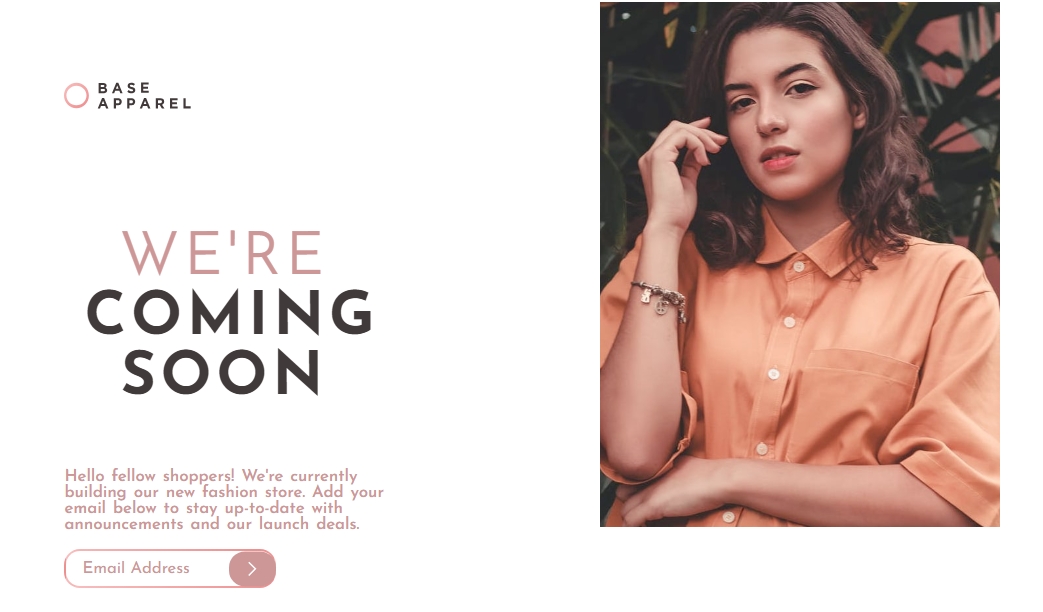 BASE
APPAREL
WE'RE
COMING
SOON
Hello fellow shoppers! We're currently
building our new fashion store. Add your
email below to stay up-to-date with
announcements and our launch deals.
Email Address